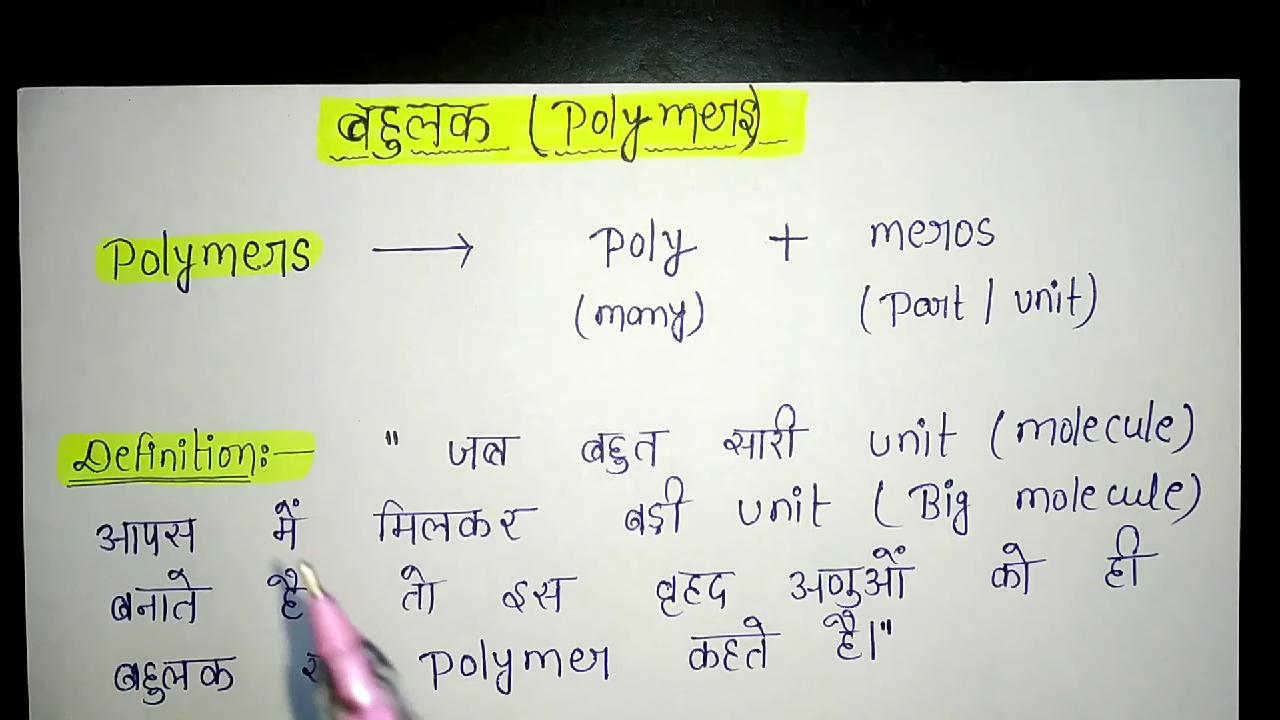 बहुलक (Polymers)
Polymers → Poly + meros
(many) (Part / unit)
Definition:— " जब बहुत सारी unit (molecule)
आपस में मिलकर बड़ी unit ( Big molecule)
बनाते है तो इस वृहद अणुओं को ही
बहुलक Polymer कहते है।"